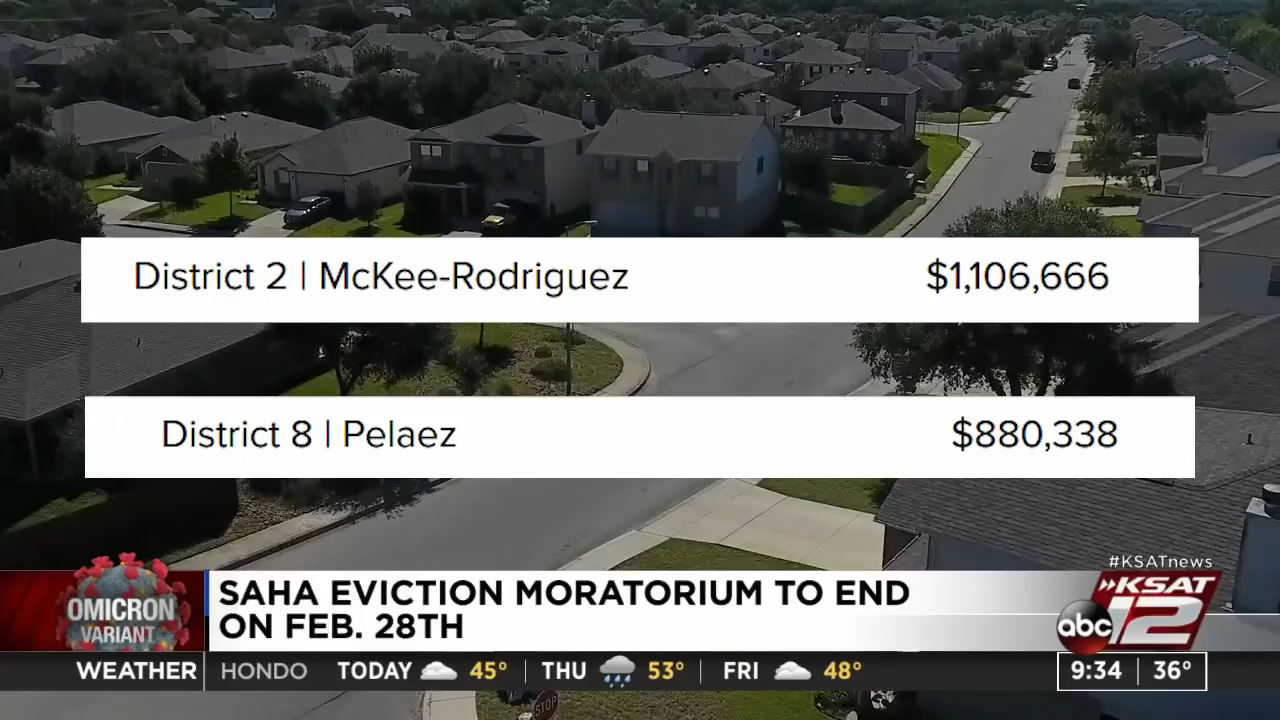 District 2 | McKee-Rodriguez $1,106,666
District 8 | Pelaez $880,338
#KSATnews
OMICRON
VARIANT
SAHA EVICTION MORATORIUM TO END
ON FEB. 28TH
KSAT
abc 12
WEATHER HONDO TODAY 45° THU 53° FRI 48° 9:34 36°
STOP